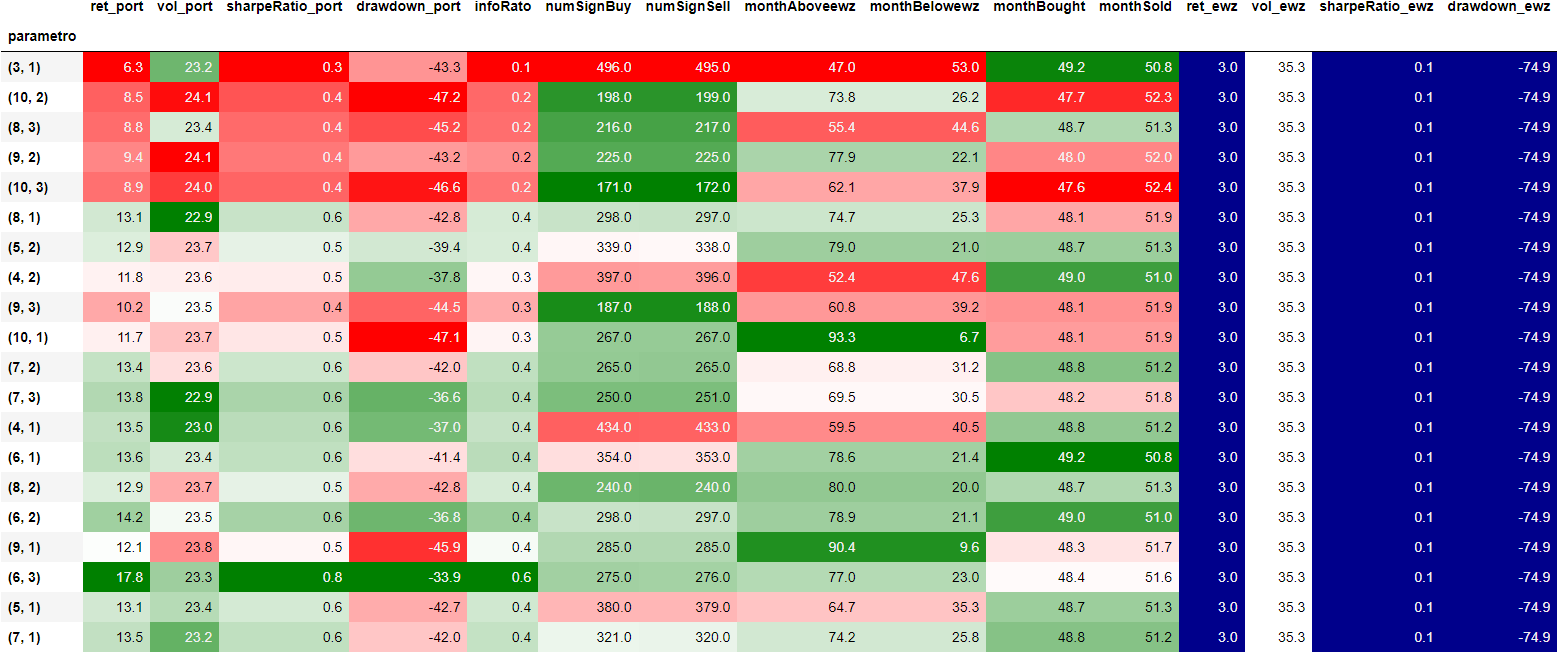 ret_port vol_port sharpeRatio_port drawdown_port infoRato numSignBuy numSignSell monthAboveewz monthBelowewz monthBought monthSold ret_ewz vol_ewz sharpeRatio_ewz drawdown_ewz
parametro
(3, 1) 6.3 23.2 0.3 -43.3 0.1 496.0 495.0 47.0 53.0 49.2 50.8 3.0 35.3 0.1 -74.9
(10, 2) 8.5 24.1 0.4 -47.2 0.2 198.0 199.0 73.8 26.2 47.7 52.3 3.0 35.3 0.1 -74.9
(8, 3) 8.8 23.4 0.4 -45.2 0.2 216.0 217.0 55.4 44.6 48.7 51.3 3.0 35.3 0.1 -74.9
(9, 2) 9.4 24.1 0.4 -43.2 0.2 225.0 225.0 77.9 22.1 48.0 52.0 3.0 35.3 0.1 -74.9
(10, 3) 8.9 24.0 0.4 -46.6 0.2 171.0 172.0 62.1 37.9 47.6 52.4 3.0 35.3 0.1 -74.9
(8, 1) 13.1 22.9 0.6 -42.8 0.4 298.0 297.0 74.7 25.3 48.1 51.9 3.0 35.3 0.1 -74.9
(5, 2) 12.9 23.7 0.5 -39.4 0.4 339.0 338.0 79.0 21.0 48.7 51.3 3.0 35.3 0.1 -74.9
(4, 2) 11.8 23.6 0.5 -37.8 0.3 397.0 396.0 52.4 47.6 49.0 51.0 3.0 35.3 0.1 -74.9
(9, 3) 10.2 23.5 0.4 -44.5 0.3 187.0 188.0 60.8 39.2 48.1 51.9 3.0 35.3 0.1 -74.9
(10, 1) 11.7 23.7 0.5 -47.1 0.3 267.0 267.0 93.3 6.7 48.1 51.9 3.0 35.3 0.1 -74.9
(7, 2) 13.4 23.6 0.6 -42.0 0.4 265.0 265.0 68.8 31.2 48.8 51.2 3.0 35.3 0.1 -74.9
(7, 3) 13.8 22.9 0.6 -36.6 0.4 250.0 251.0 69.5 30.5 48.2 51.8 3.0 35.3 0.1 -74.9
(4, 1) 13.5 23.0 0.6 -37.0 0.4 434.0 433.0 59.5 40.5 48.8 51.2 3.0 35.3 0.1 -74.9
(6, 1) 13.6 23.4 0.6 -41.4 0.4 354.0 353.0 78.6 21.4 49.2 50.8 3.0 35.3 0.1 -74.9
(8, 2) 12.9 23.7 0.5 -42.8 0.4 240.0 240.0 80.0 20.0 48.7 51.3 3.0 35.3 0.1 -74.9
(6, 2) 14.2 23.5 0.6 -36.8 0.4 298.0 297.0 78.9 21.1 49.0 51.0 3.0 35.3 0.1 -74.9
(9, 1) 12.1 23.8 0.5 -45.9 0.4 285.0 285.0 90.4 9.6 48.3 51.7 3.0 35.3 0.1 -74.9
(6, 3) 17.8 23.3 0.8 -33.9 0.6 275.0 276.0 77.0 23.0 48.4 51.6 3.0 35.3 0.1 -74.9
(5, 1) 13.1 23.4 0.6 -42.7 0.4 380.0 379.0 64.7 35.3 48.7 51.3 3.0 35.3 0.1 -74.9
(7, 1) 13.5 23.2 0.6 -42.0 0.4 321.0 320.0 74.2 25.8 48.8 51.2 3.0 35.3 0.1 -74.9